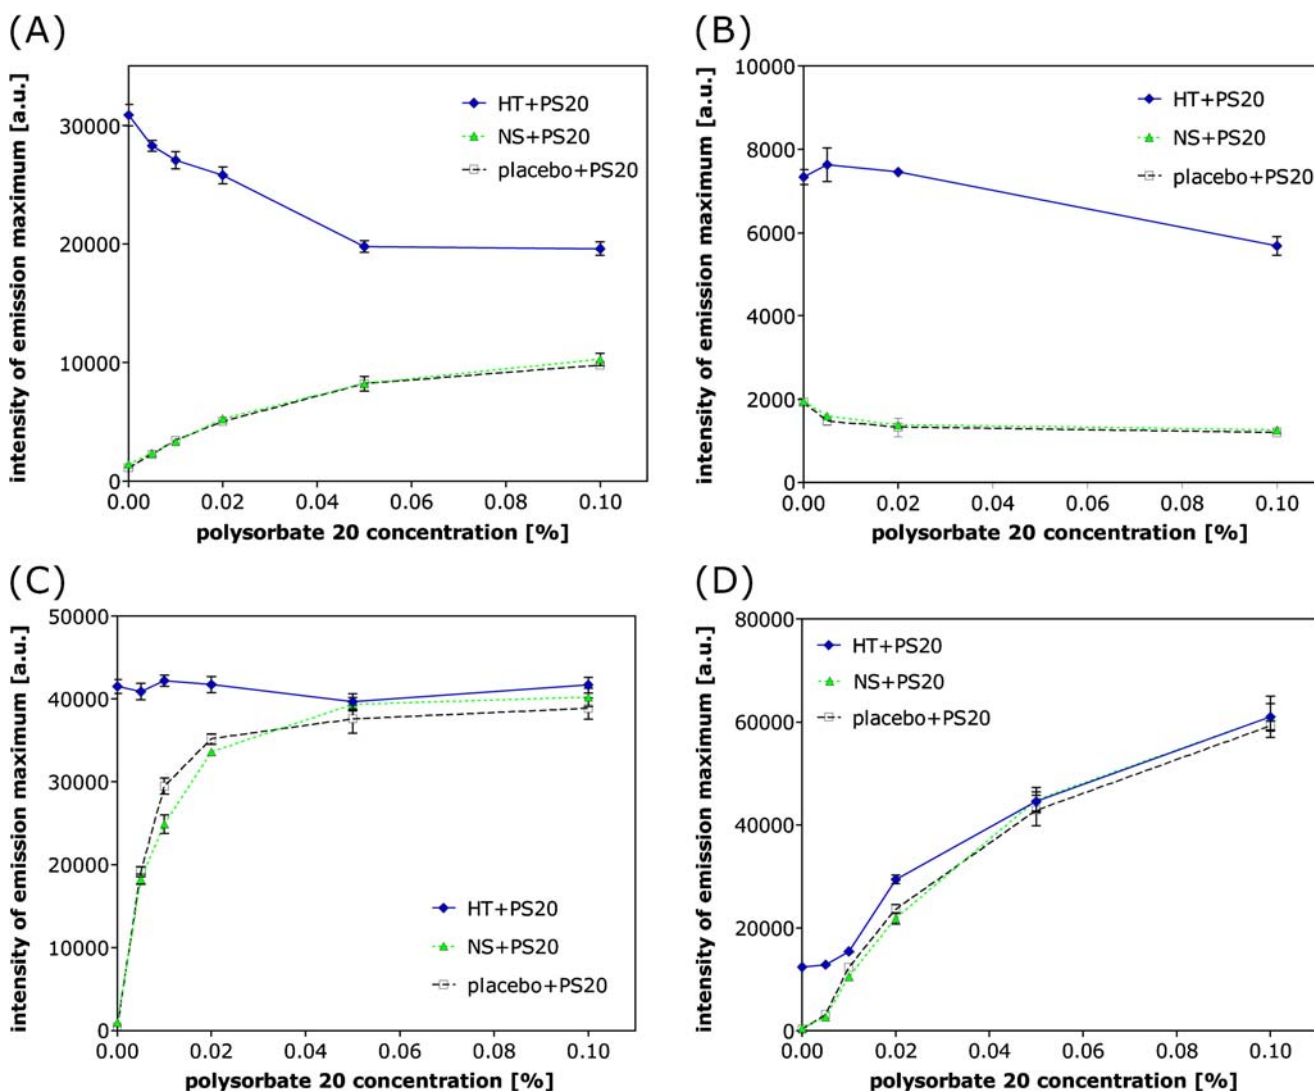 (A)
intensity of emission maximum [a.u.]
30000
20000
10000
0
HT+PS20
NS+PS20
placebo+PS20
0.00 0.02 0.04 0.06 0.08 0.10
polysorbate 20 concentration [%]
(B)
intensity of emission maximum [a.u.]
10000
8000
6000
4000
2000
0
HT+PS20
NS+PS20
placebo+PS20
0.00 0.02 0.04 0.06 0.08 0.10
polysorbate 20 concentration [%]
(C)
intensity of emission maximum [a.u.]
50000
40000
30000
20000
10000
0
HT+PS20
NS+PS20
placebo+PS20
0.00 0.02 0.04 0.06 0.08 0.10
polysorbate 20 concentration [%]
(D)
intensity of emission maximum [a.u.]
80000
60000
40000
20000
0
HT+PS20
NS+PS20
placebo+PS20
0.00 0.02 0.04 0.06 0.08 0.10
polysorbate 20 concentration [%]